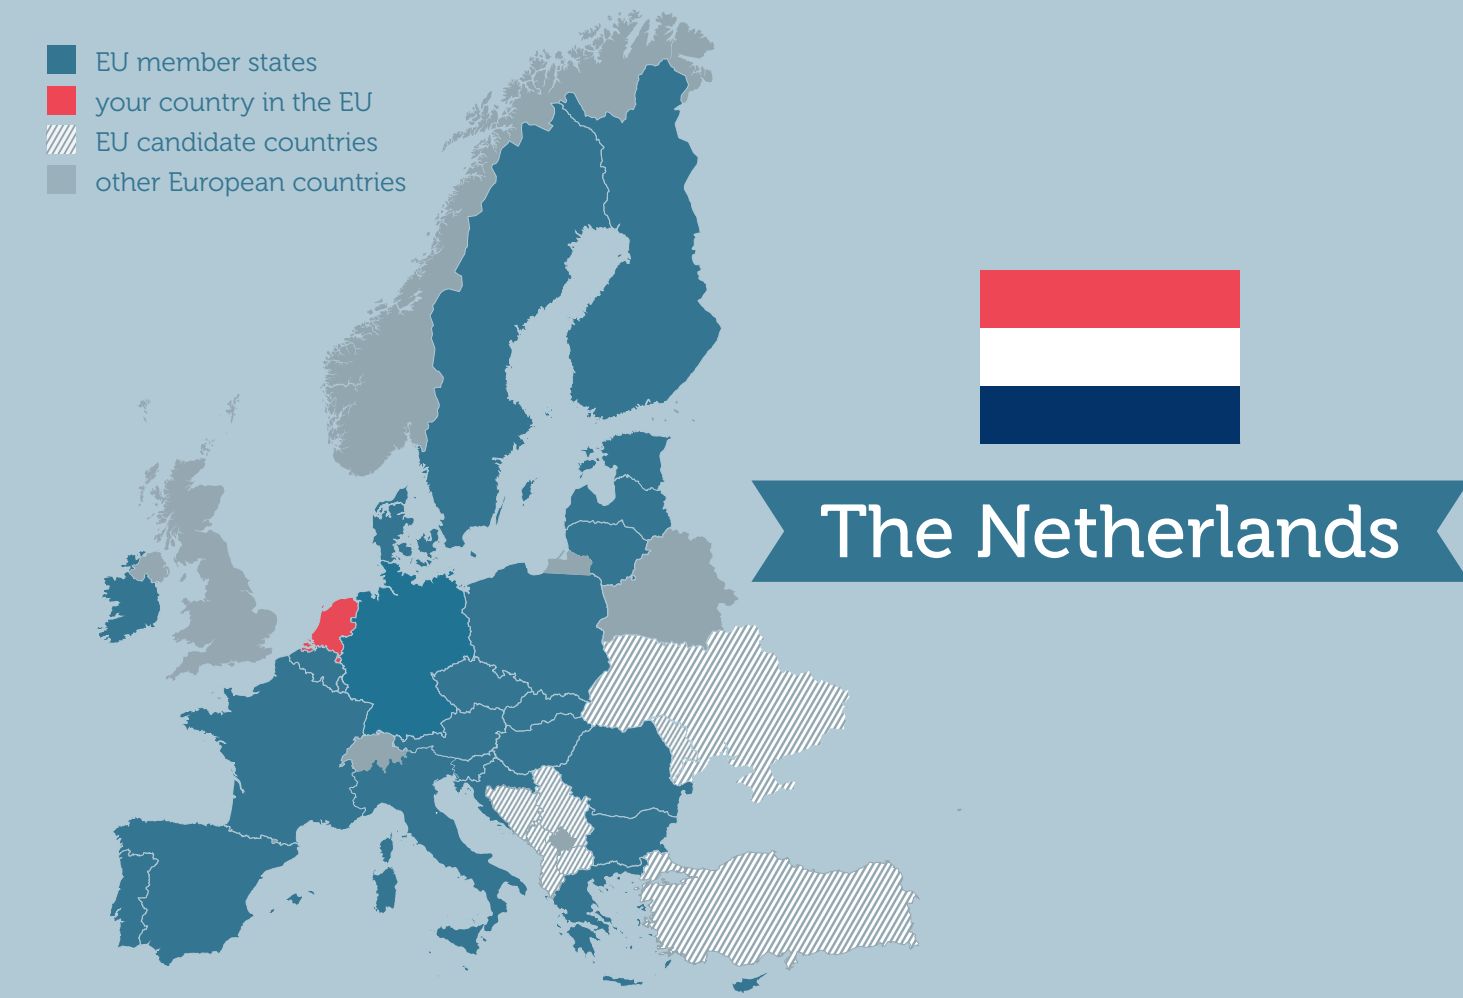 EU member states
your country in the EU
EU candidate countries
other European countries
The Netherlands